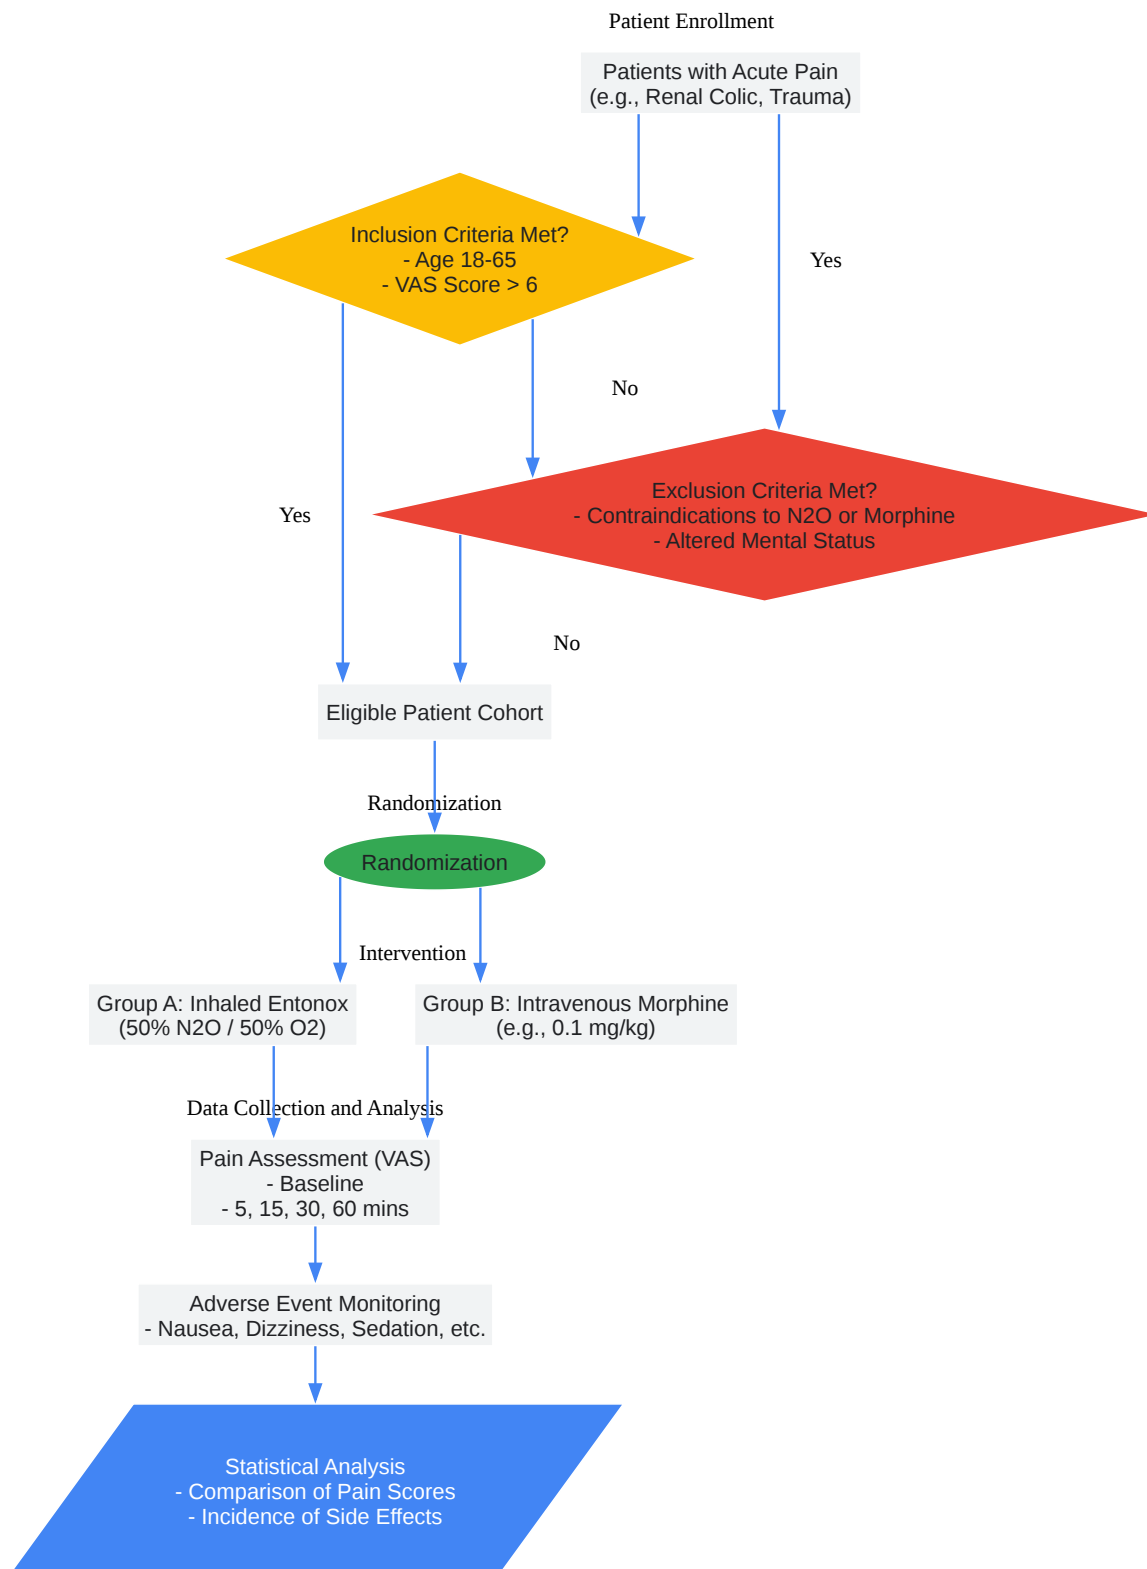 Patient Enrollment
Patients with Acute Pain
(e.g., Renal Colic, Trauma)
Inclusion Criteria Met?
- Age 18-65
- VAS Score > 6
Yes
No
Exclusion Criteria Met?
- Contraindications to N2O or Morphine
- Altered Mental Status
Yes
No
Eligible Patient Cohort
Randomization
Randomization
Intervention
Group A: Inhaled Entonox
(50% N2O / 50% O2)
Group B: Intravenous Morphine
(e.g., 0.1 mg/kg)
Data Collection and Analysis
Pain Assessment (VAS)
- Baseline
- 5, 15, 30, 60 mins
Adverse Event Monitoring
- Nausea, Dizziness, Sedation, etc.
Statistical Analysis
- Comparison of Pain Scores
- Incidence of Side Effects